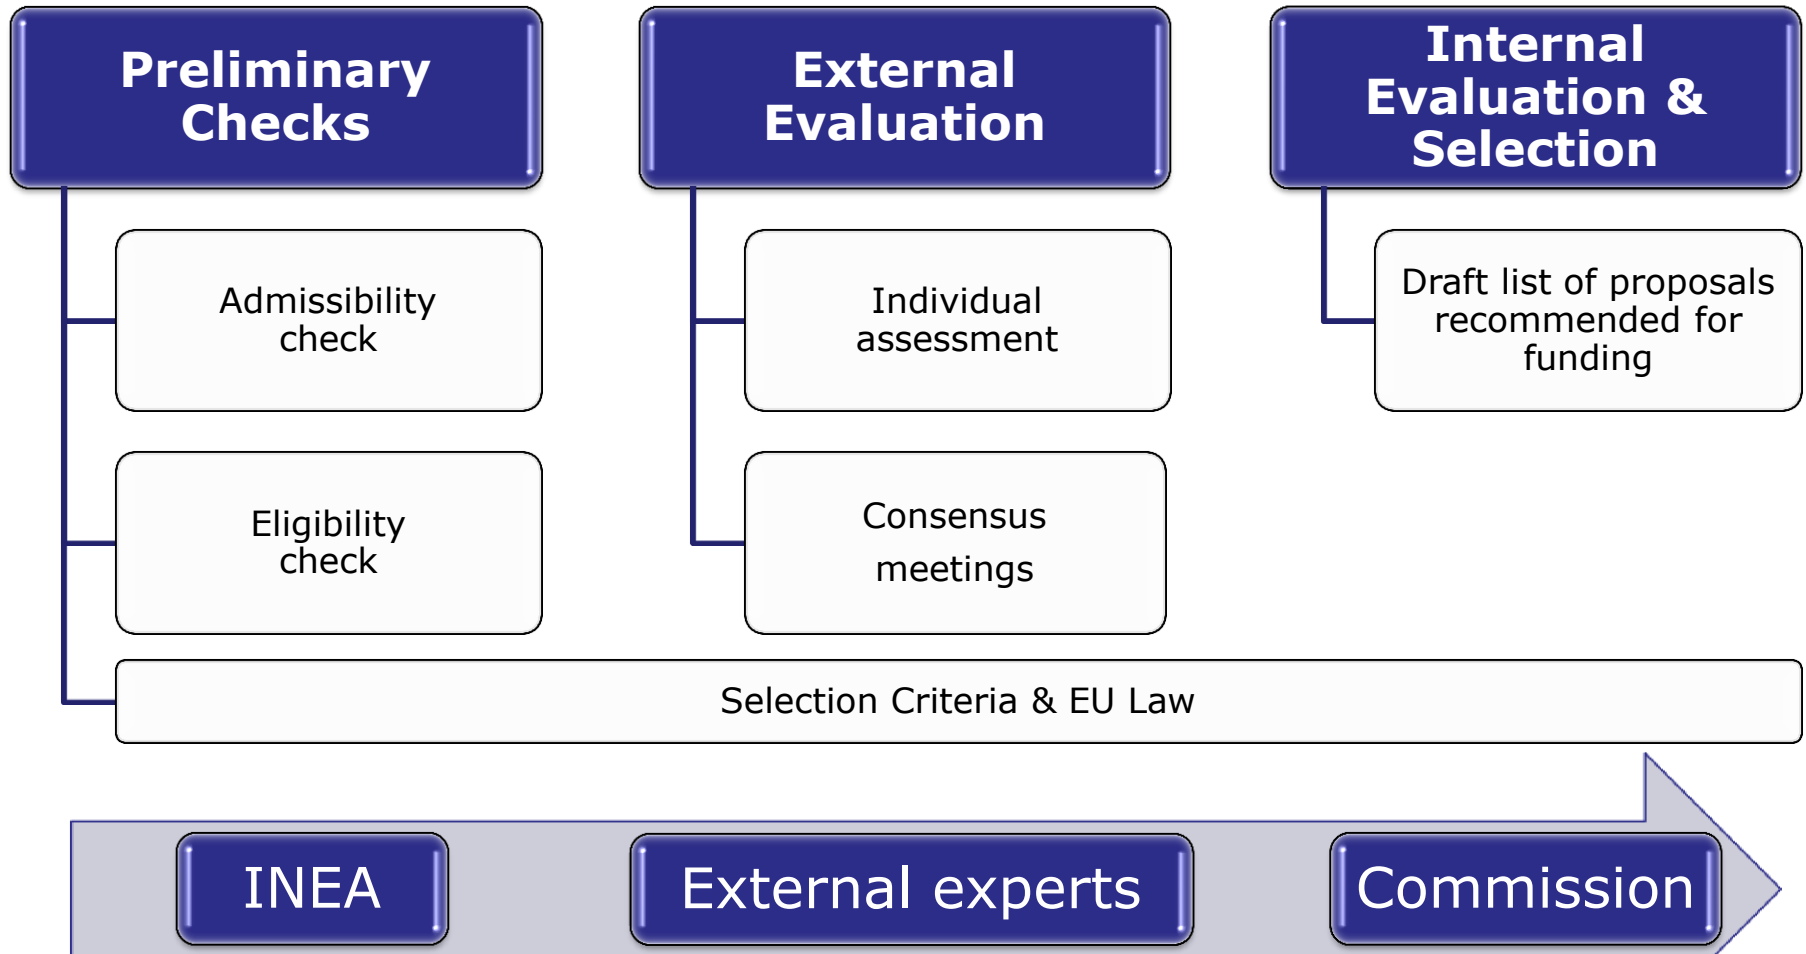 Preliminary
Checks
External
Evaluation
Internal
Evaluation &
Selection
Admissibility
check
Individual
assessment
Draft list of proposals
recommended for
funding
Eligibility
check
Consensus
meetings
Selection Criteria & EU Law
INEA
External experts
Commission